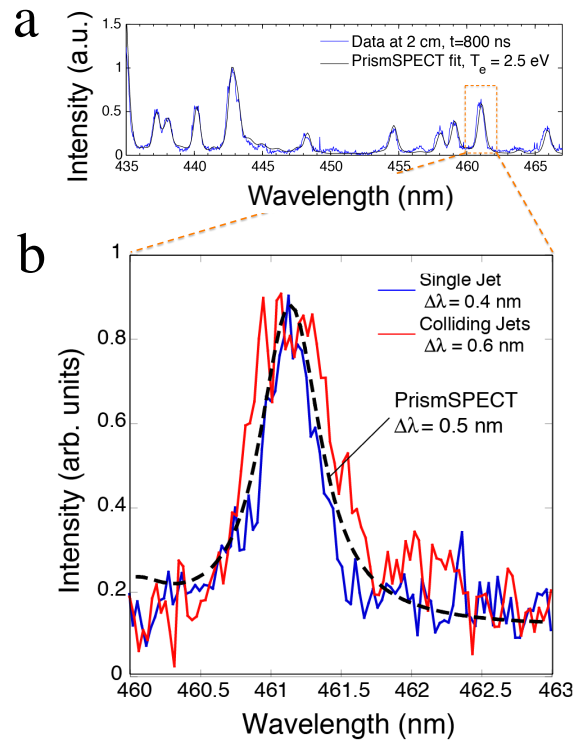 a
Intensity (a.u.)
1.5
1
0.5
0
Data at 2 cm, t=800 ns
PrismSPECT fit, Te = 2.5 eV
435 440 445 450 455 460 465
Wavelength (nm)
b
Intensity (arb. units)
1
0.8
0.6
0.4
0.2
0
Single Jet
Δλ = 0.4 nm
Colliding Jets
Δλ = 0.6 nm
PrismSPECT
Δλ = 0.5 nm
460 460.5 461 461.5 462 462.5 463
Wavelength (nm)